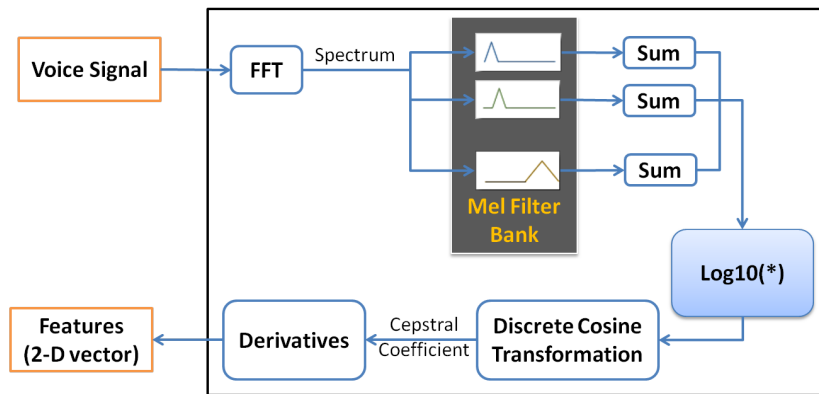 Voice Signal
FFT
Spectrum
Sum
Sum
Sum
Mel Filter
Bank
Log10(*)
Features
(2-D vector)
Derivatives
Cepstral
Coefficient
Discrete Cosine
Transformation